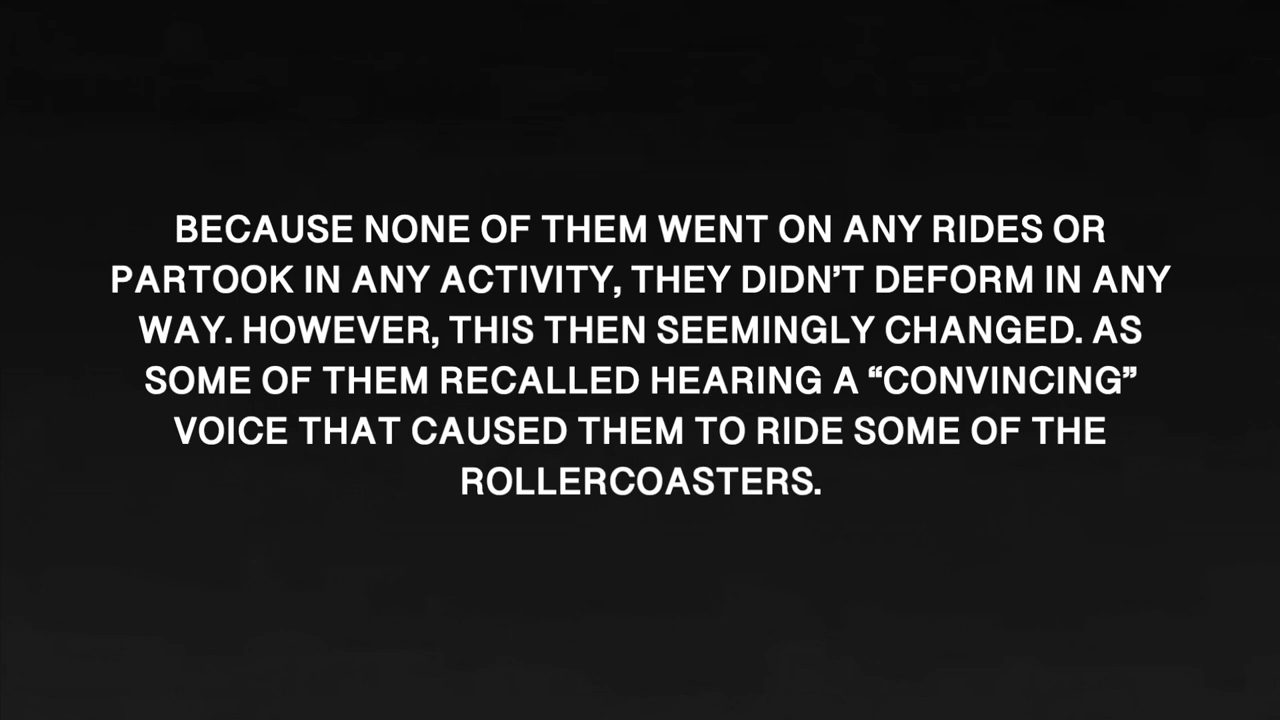 BECAUSE NONE OF THEM WENT ON ANY RIDES OR
PARTOOK IN ANY ACTIVITY, THEY DIDN’T DEFORM IN ANY
WAY. HOWEVER, THIS THEN SEEMINGLY CHANGED. AS
SOME OF THEM RECALLED HEARING A “CONVINCING”
VOICE THAT CAUSED THEM TO RIDE SOME OF THE
ROLLERCOASTERS.